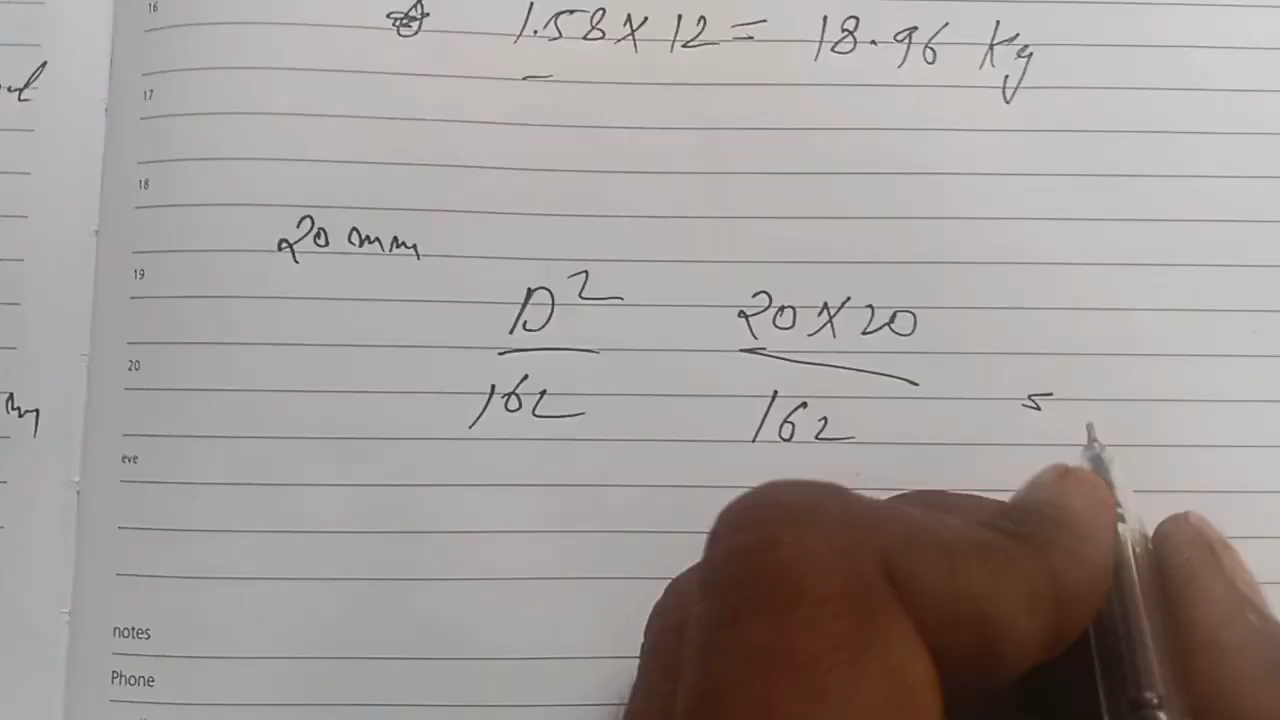 16
1.58 X 12 = 18.96 Kg
17
18
20 mm
19
D² 20 X 20
20
162 162
eve
notes
Phone